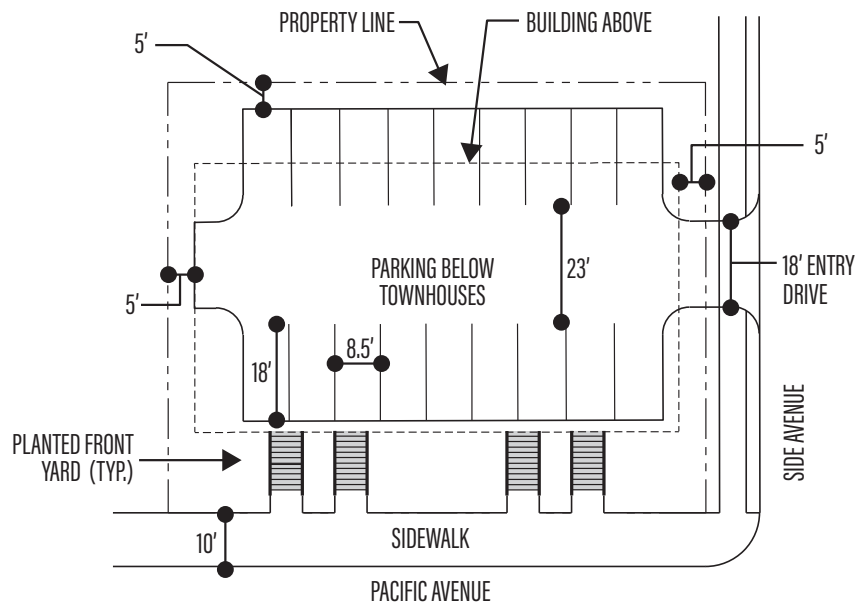 PROPERTY LINE
BUILDING ABOVE
5’
5’
PARKING BELOW
TOWNHOUSES
23’
18’ ENTRY
DRIVE
5’
18’
8.5’
PLANTED FRONT
YARD (TYP.)
SIDE AVENUE
10’
SIDEWALK
PACIFIC AVENUE